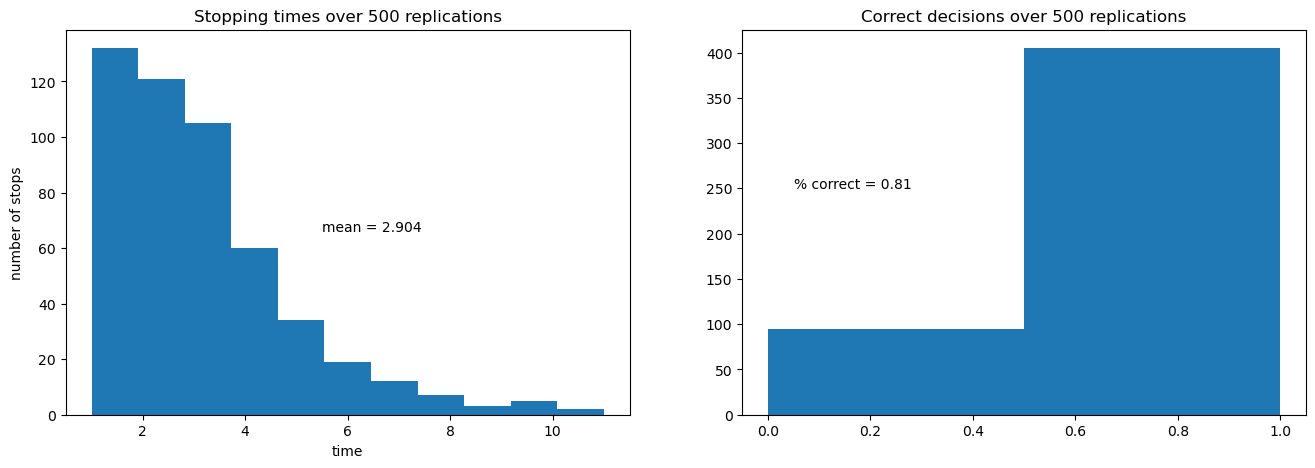 Stopping times over 500 replications
120
100
80
60
40
20
0
number of stops
mean = 2.904
2 4 6 8 10
time
Correct decisions over 500 replications
400
350
300
250
200
150
100
50
0
% correct = 0.81
0.0 0.2 0.4 0.6 0.8 1.0